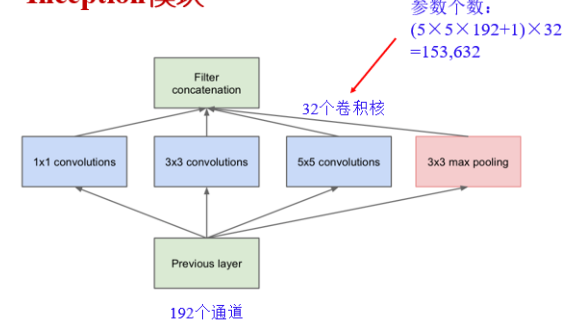 Inception模块
参数个数：
(5×5×192+1)×32
=153,632
Filter
concatenation
32个卷积核
1x1 convolutions
3x3 convolutions
5x5 convolutions
3x3 max pooling
Previous layer
192个通道